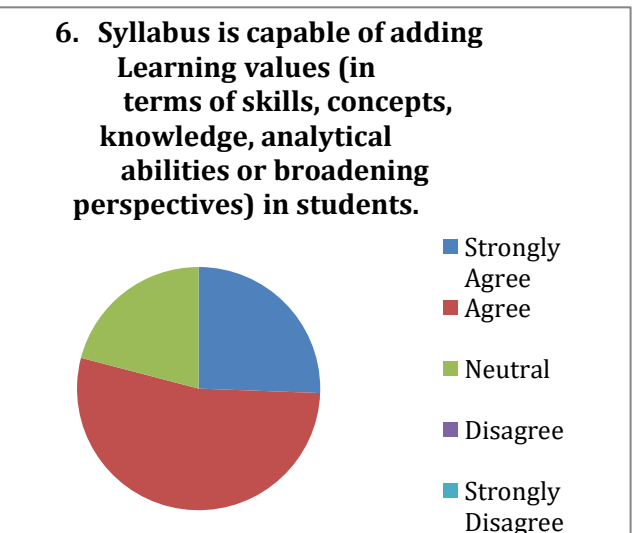 6. Syllabus is capable of adding
Learning values (in
terms of skills, concepts,
knowledge, analytical
abilities or broadening
perspectives) in students.
Strongly
Agree
Agree
Neutral
Disagree
Strongly
Disagree